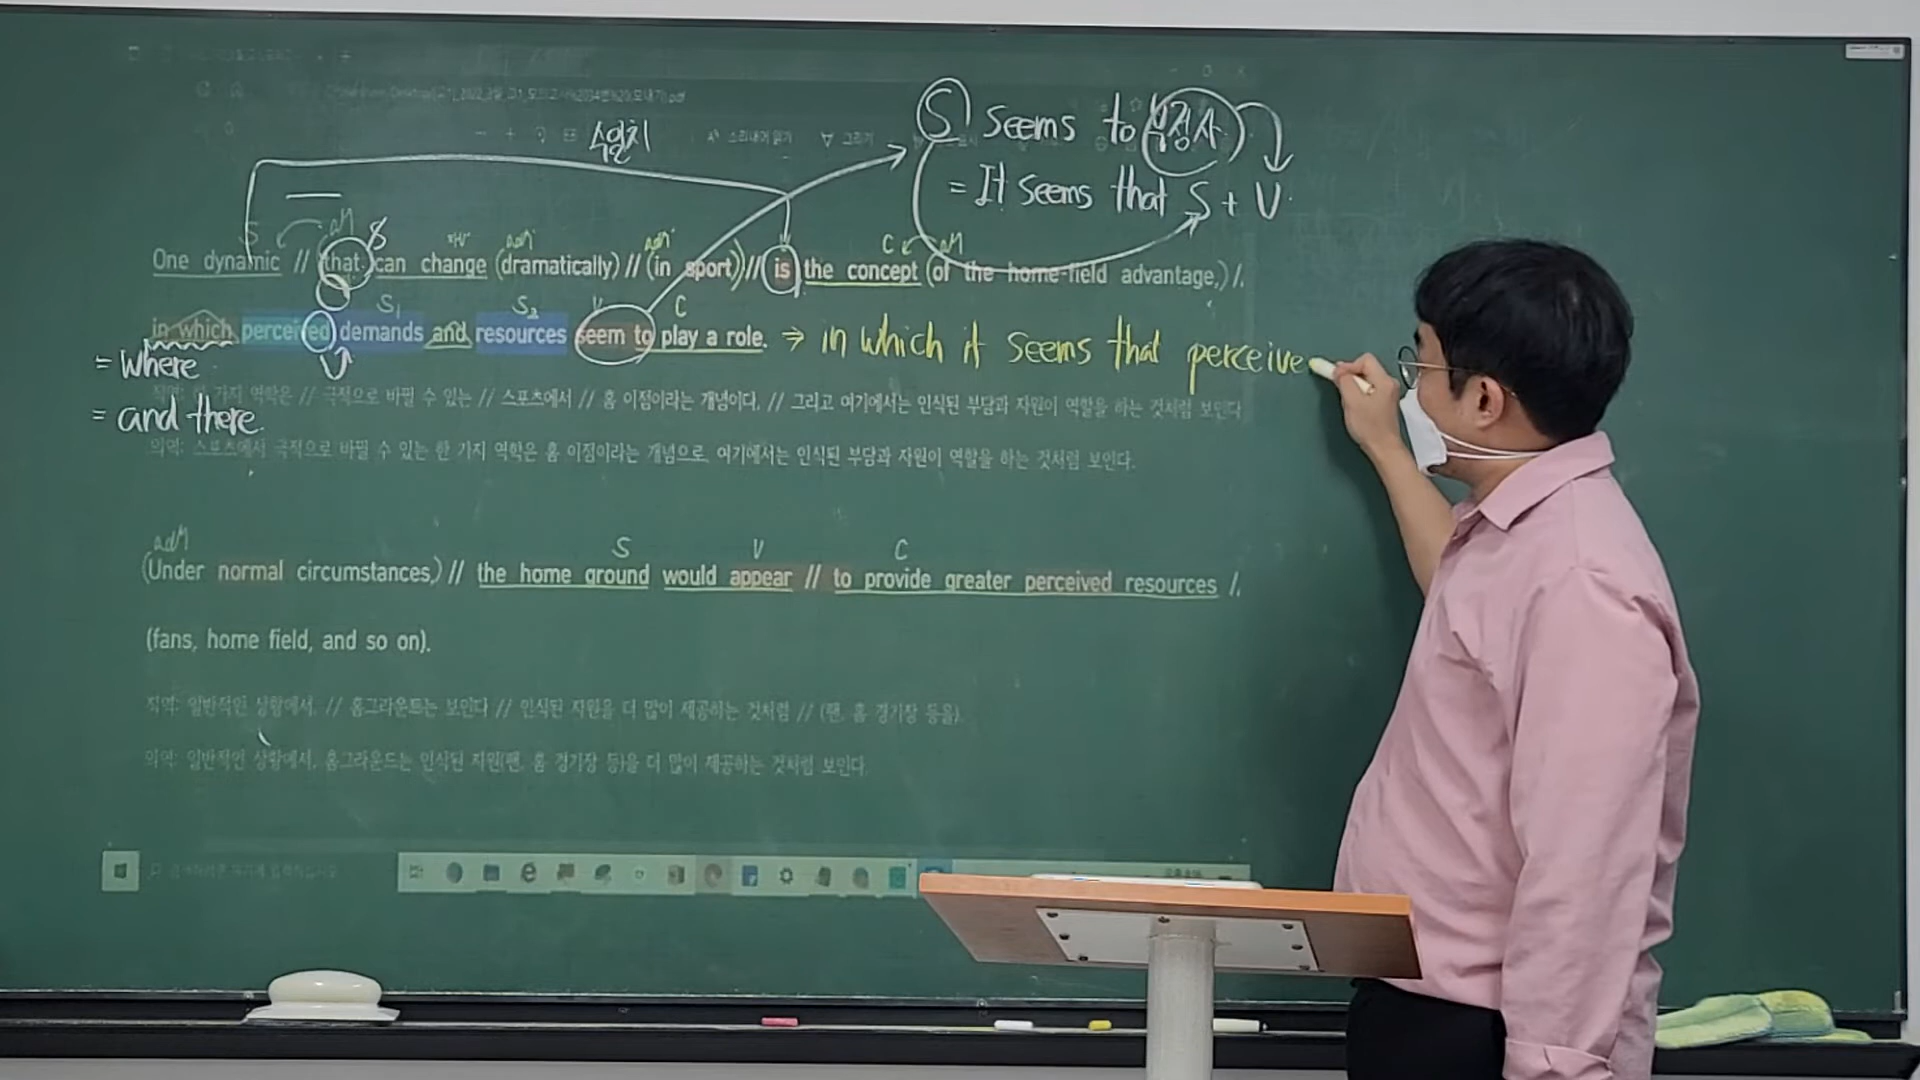 S seems to 부정사
수일치
= It seems that S + V
S adM S
One dynamic // (that can change (dramatically) // (in sport)) // is the concept (of the home-field advantage,) /.
S₁ S₂ V C
in which perceived demands and resources seem to play a role. ⇒ in which it seems that perceive
= where
직역: 한 가지 역학은 // 극적으로 바뀔 수 있는 // 스포츠에서 // 홈 이점이라는 개념이다, // 그리고 여기에서는 인식된 부담과 자원이 역할을 하는 것처럼 보인다
= and there.
의역: 스포츠에서 극적으로 바뀔 수 있는 한 가지 역학은 홈 이점이라는 개념으로, 여기에서는 인식된 부담과 자원이 역할을 하는 것처럼 보인다.
adM S V C
(Under normal circumstances,) // the home ground would appear // to provide greater perceived resources /.
(fans, home field, and so on).
직역: 일반적인 상황에서, // 홈그라운드는 보인다 // 인식된 자원을 더 많이 제공하는 것처럼 // (팬, 홈 경기장 등을)
의역: 일반적인 상황에서, 홈그라운드는 인식된 자원(팬, 홈 경기장 등)을 더 많이 제공하는 것처럼 보인다.